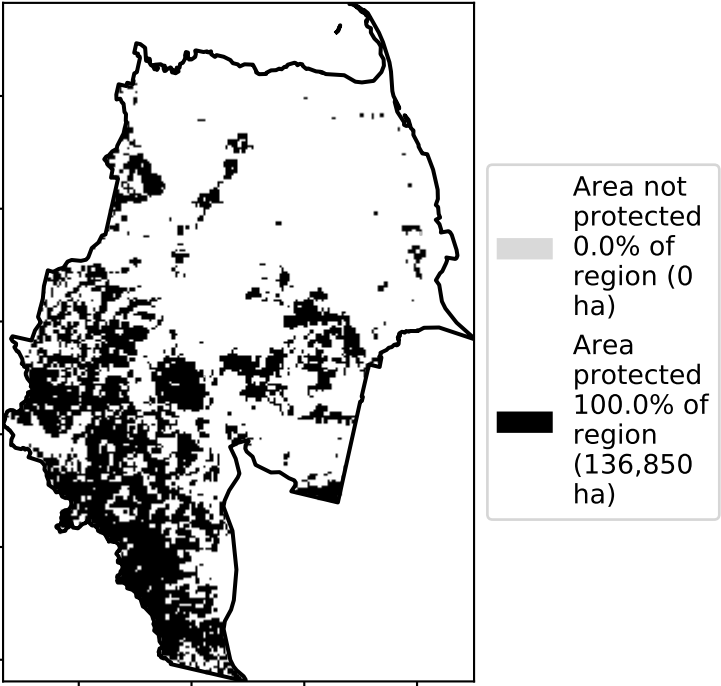 Area not
protected
0.0% of
region (0
ha)
Area
protected
100.0% of
region
(136,850
ha)